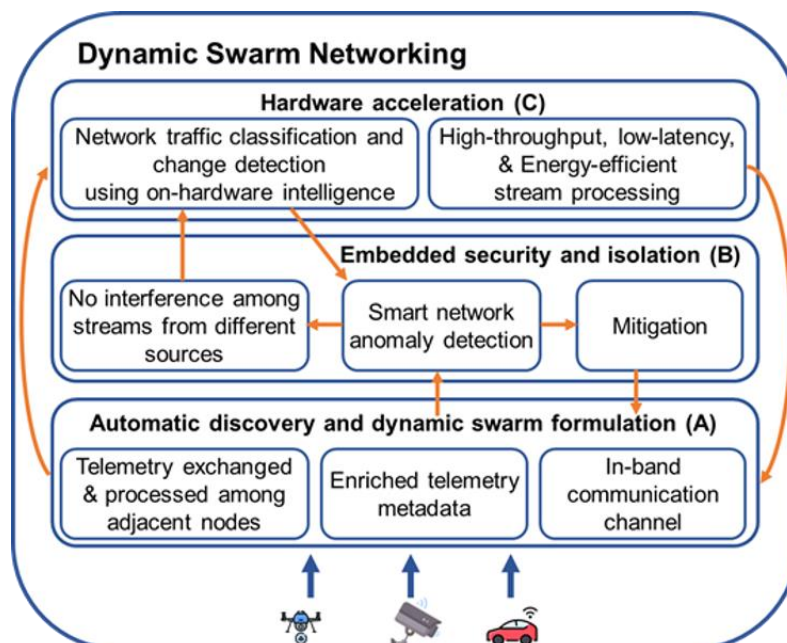 Dynamic Swarm Networking
Hardware acceleration (C)
Network traffic classification and
change detection
using on-hardware intelligence
High-throughput, low-latency,
& Energy-efficient
stream processing
Embedded security and isolation (B)
No interference among
streams from different
sources
Smart network
anomaly detection
Mitigation
Automatic discovery and dynamic swarm formulation (A)
Telemetry exchanged
& processed among
adjacent nodes
Enriched telemetry
metadata
In-band
communication
channel